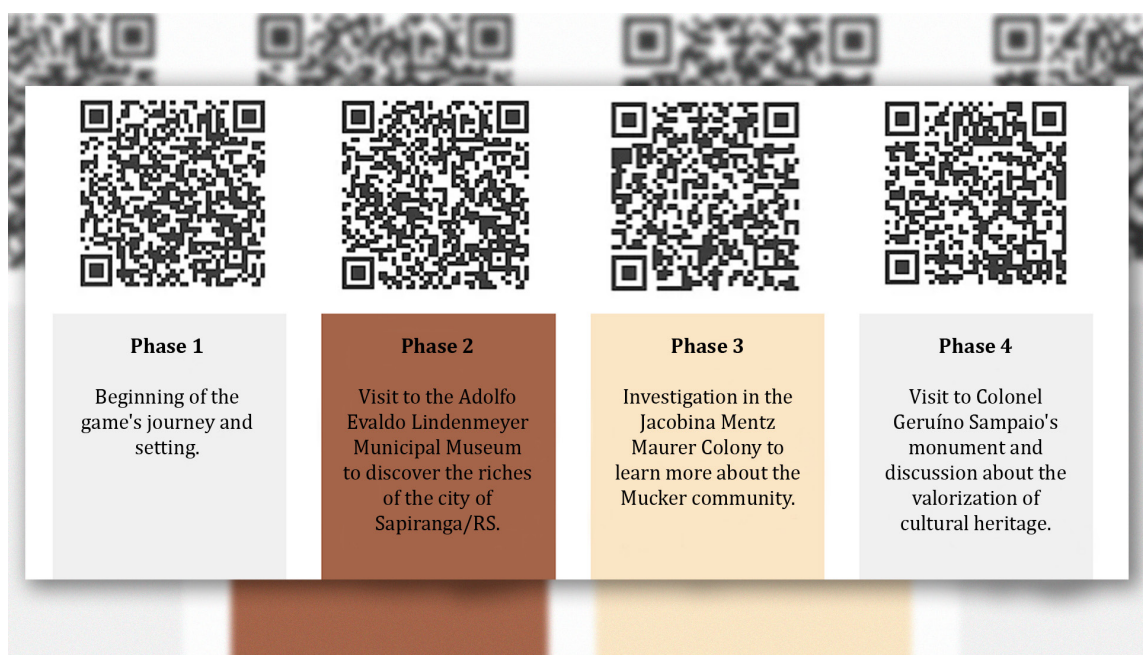 Phase 1
Beginning of the
game's journey and
setting.
Phase 2
Visit to the Adolfo
Evaldo Lindenmeyer
Municipal Museum
to discover the riches
of the city of
Sapiranga/RS.
Phase 3
Investigation in the
Jacobina Mentz
Maurer Colony to
learn more about the
Mucker community.
Phase 4
Visit to Colonel
Geruíno Sampaio's
monument and
discussion about the
valorization of
cultural heritage.